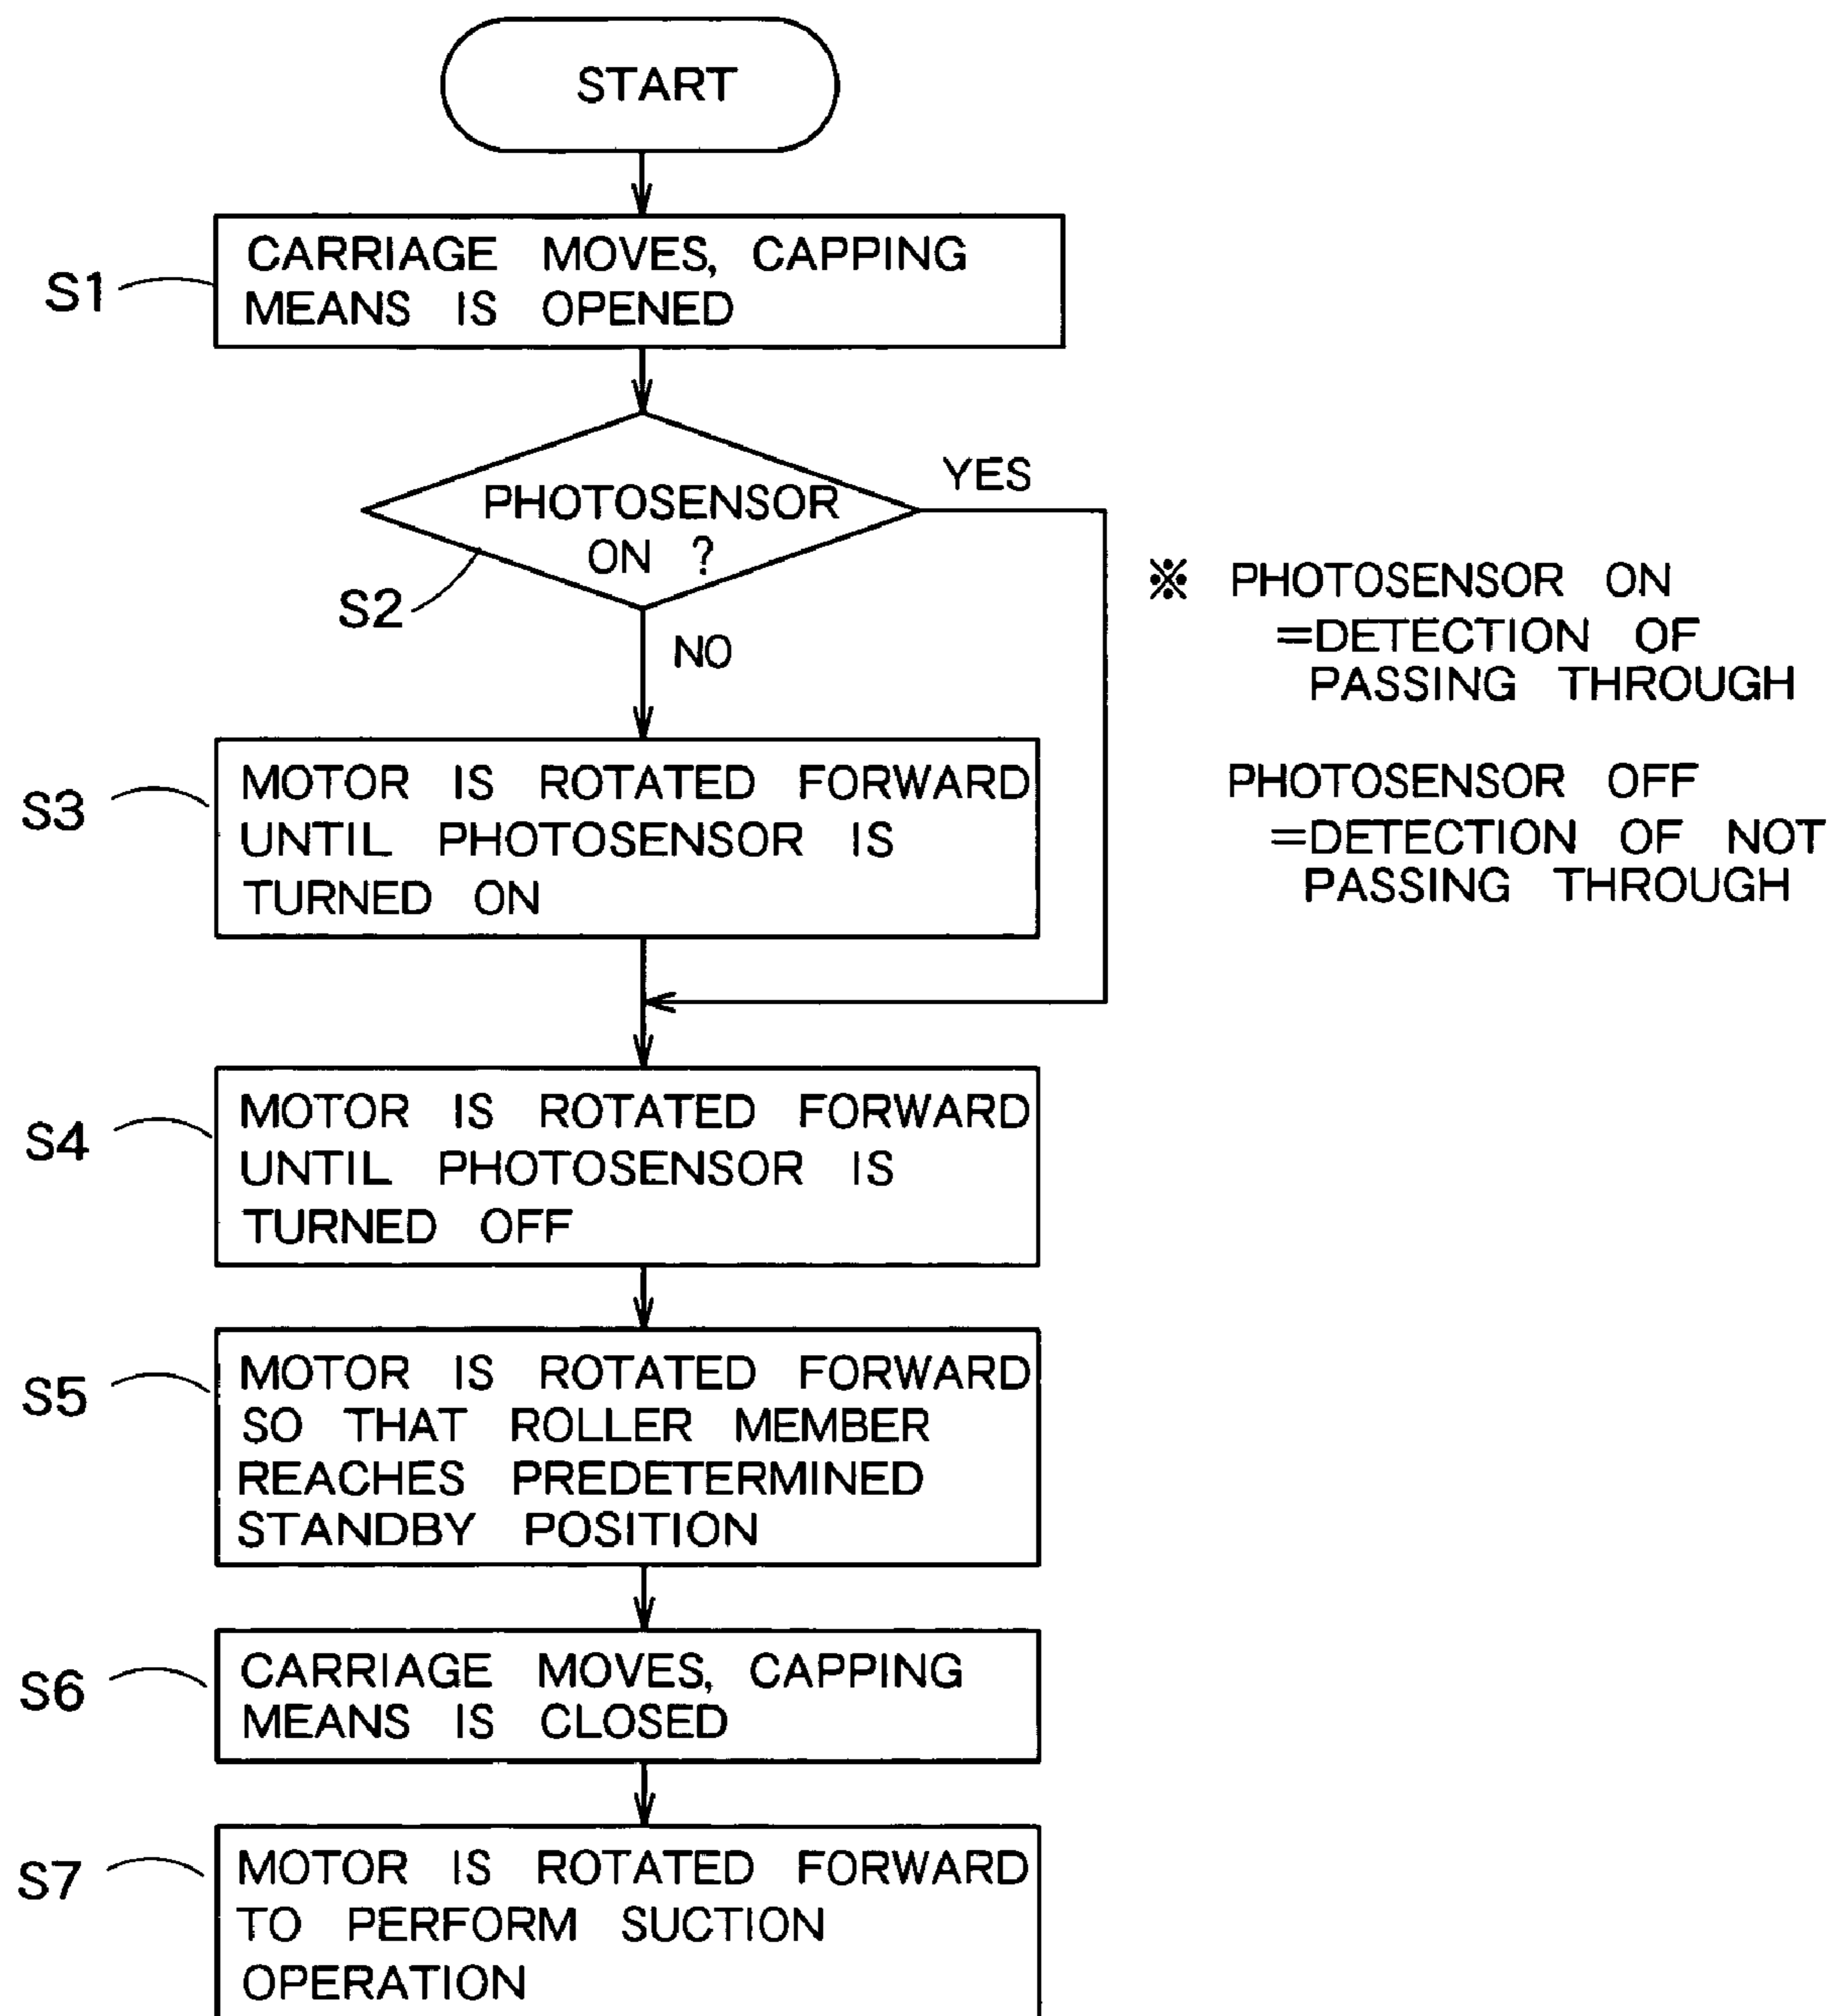 START
S1
CARRIAGE MOVES, CAPPING
MEANS IS OPENED
PHOTOSENSOR
ON ?
YES
S2
NO
※ PHOTOSENSOR ON
=DETECTION OF
PASSING THROUGH
PHOTOSENSOR OFF
=DETECTION OF NOT
PASSING THROUGH
S3
MOTOR IS ROTATED FORWARD
UNTIL PHOTOSENSOR IS
TURNED ON
S4
MOTOR IS ROTATED FORWARD
UNTIL PHOTOSENSOR IS
TURNED OFF
S5
MOTOR IS ROTATED FORWARD
SO THAT ROLLER MEMBER
REACHES PREDETERMINED
STANDBY POSITION
S6
CARRIAGE MOVES, CAPPING
MEANS IS CLOSED
S7
MOTOR IS ROTATED FORWARD
TO PERFORM SUCTION
OPERATION